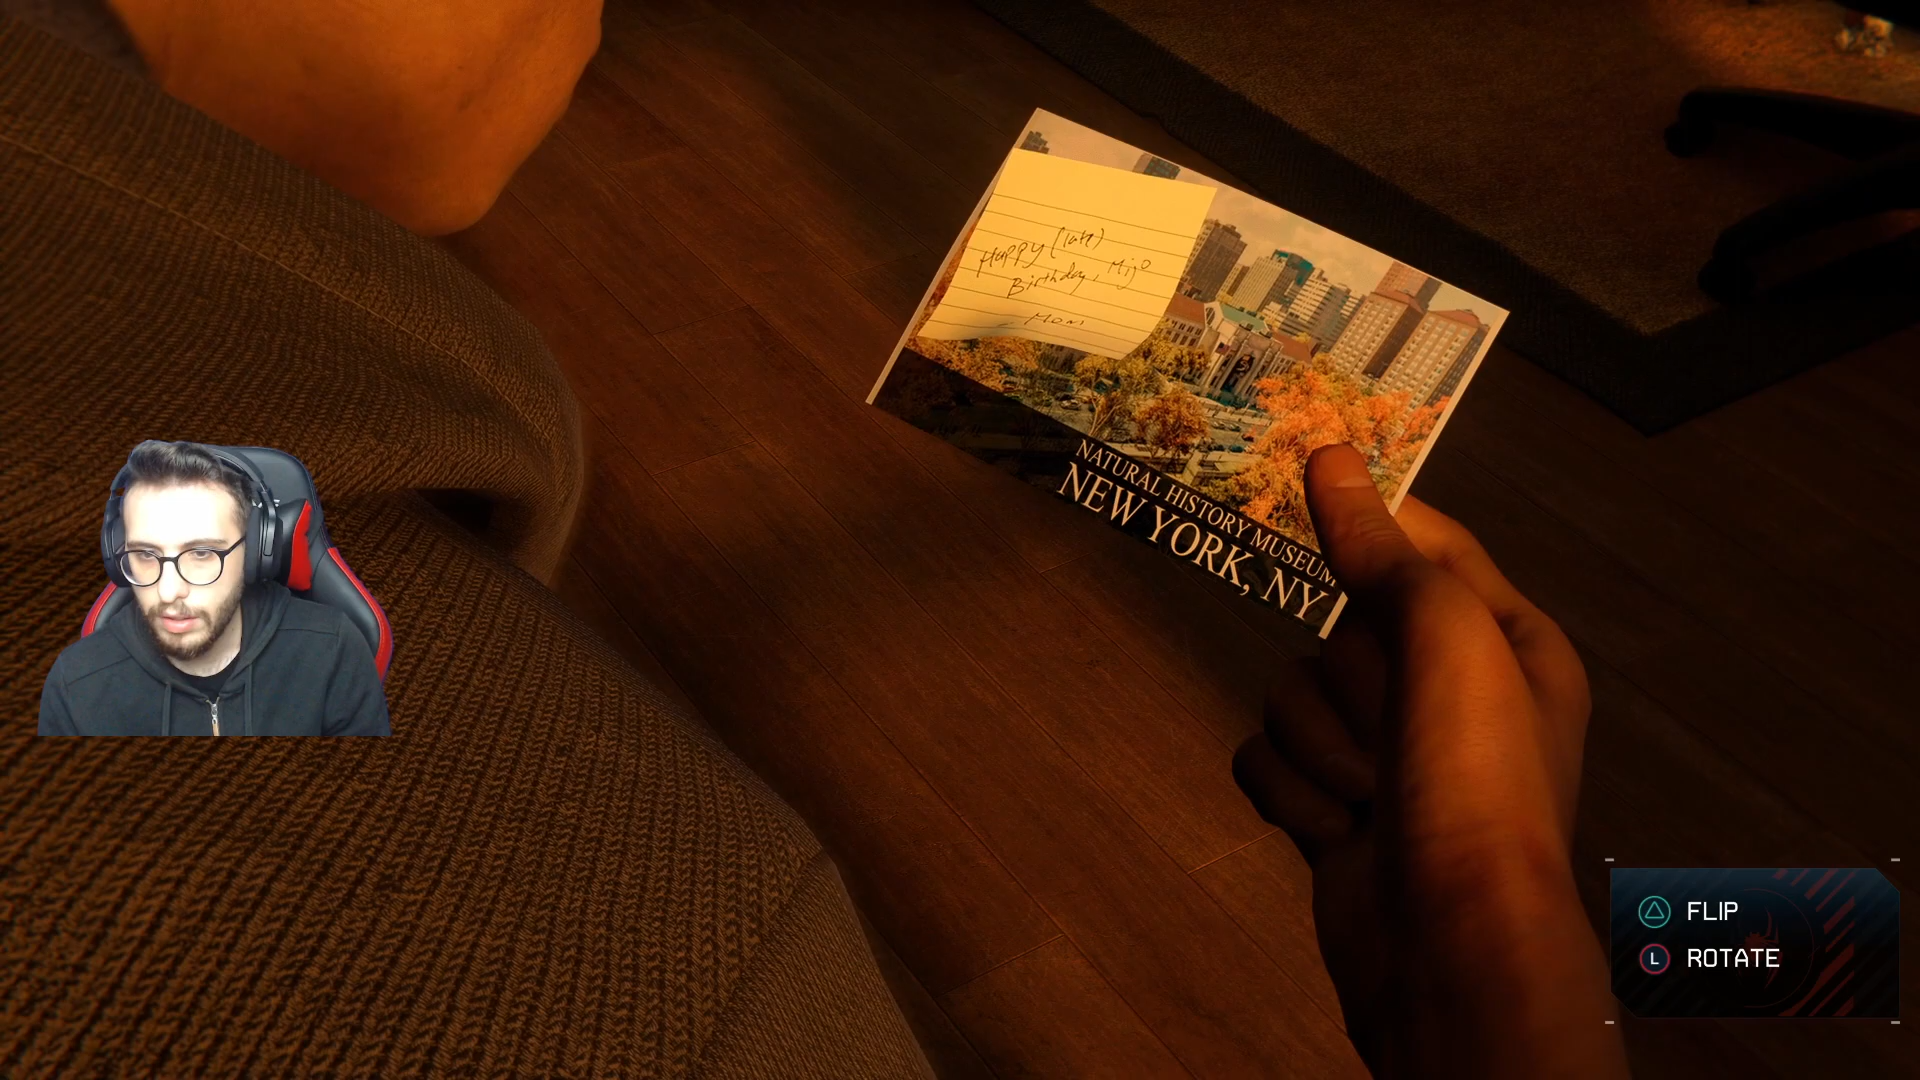 Happy (late)
Birthday, Mijo
- Mom
NATURAL HISTORY MUSEUM
NEW YORK, NY
FLIP
L ROTATE